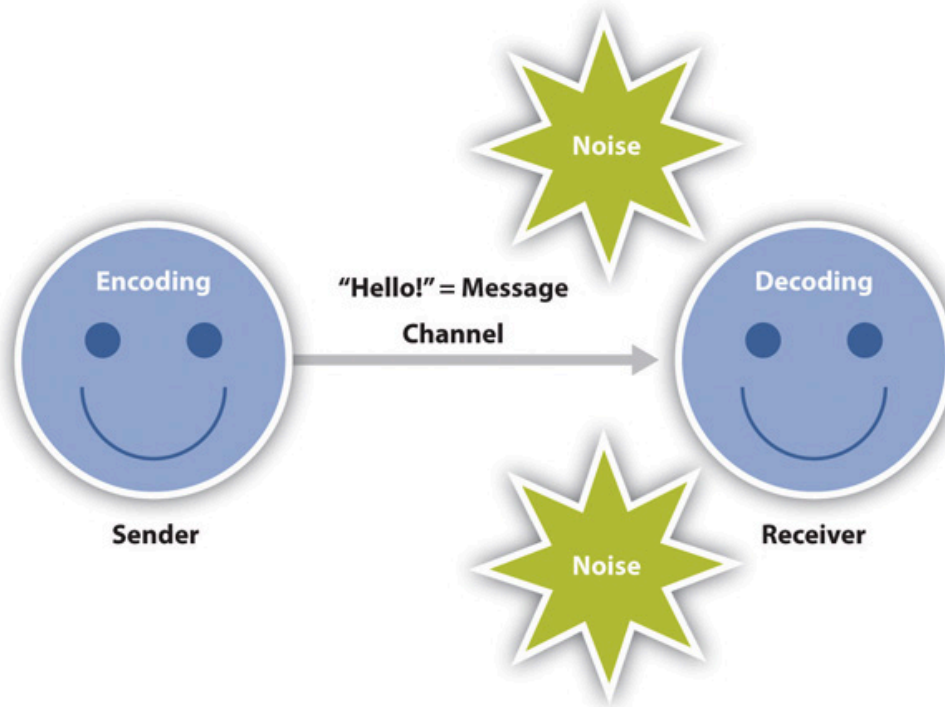 Noise
Encoding
“Hello!” = Message
Channel
Decoding
Sender
Receiver
Noise